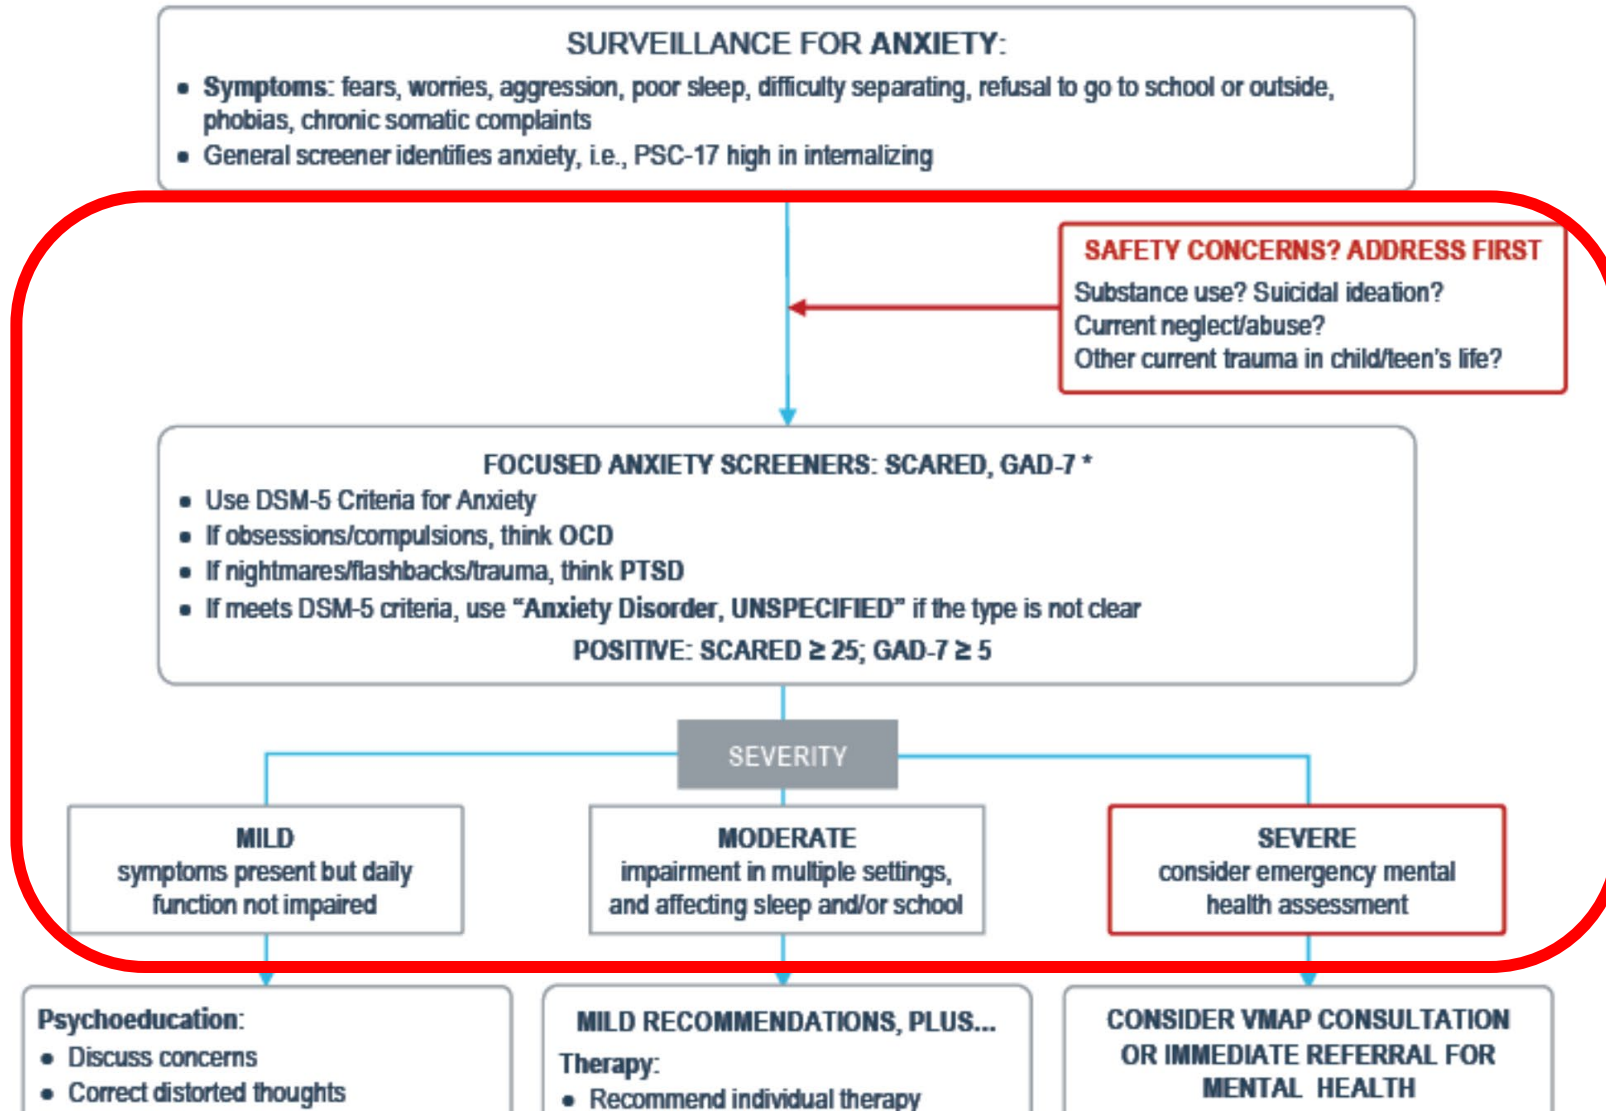 SURVEILLANCE FOR ANXIETY:
• Symptoms: fears, worries, aggression, poor sleep, difficulty separating, refusal to go to school or outside,
phobias, chronic somatic complaints
• General screener identifies anxiety, i.e., PSC-17 high in internalizing
SAFETY CONCERNS? ADDRESS FIRST
Substance use? Suicidal ideation?
Current neglect/abuse?
Other current trauma in child/teen's life?
FOCUSED ANXIETY SCREENERS: SCARED, GAD-7 *
• Use DSM-5 Criteria for Anxiety
• If obsessions/compulsions, think OCD
• If nightmares/flashbacks/trauma, think PTSD
• If meets DSM-5 criteria, use “Anxiety Disorder, UNSPECIFIED” if the type is not clear
POSITIVE: SCARED ≥ 25; GAD-7 ≥ 5
SEVERITY
MILD
symptoms present but daily
function not impaired
MODERATE
impairment in multiple settings,
and affecting sleep and/or school
SEVERE
consider emergency mental
health assessment
Psychoeducation:
• Discuss concerns
• Correct distorted thoughts
MILD RECOMMENDATIONS, PLUS...
Therapy:
• Recommend individual therapy
CONSIDER VMAP CONSULTATION
OR IMMEDIATE REFERRAL FOR
MENTAL HEALTH